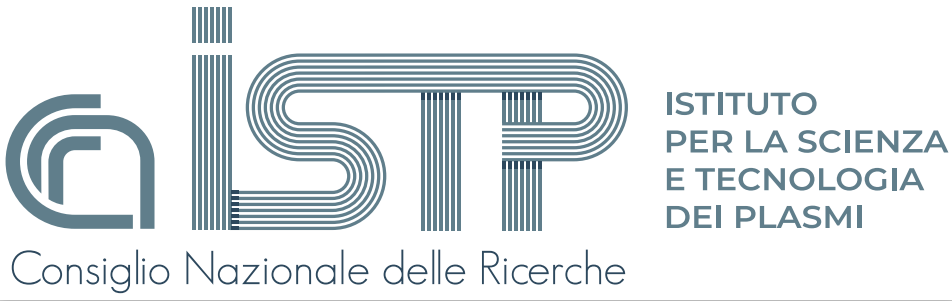 iSTP
ISTITUTO
PER LA SCIENZA
E TECNOLOGIA
DEI PLASMI
Consiglio Nazionale delle Ricerche